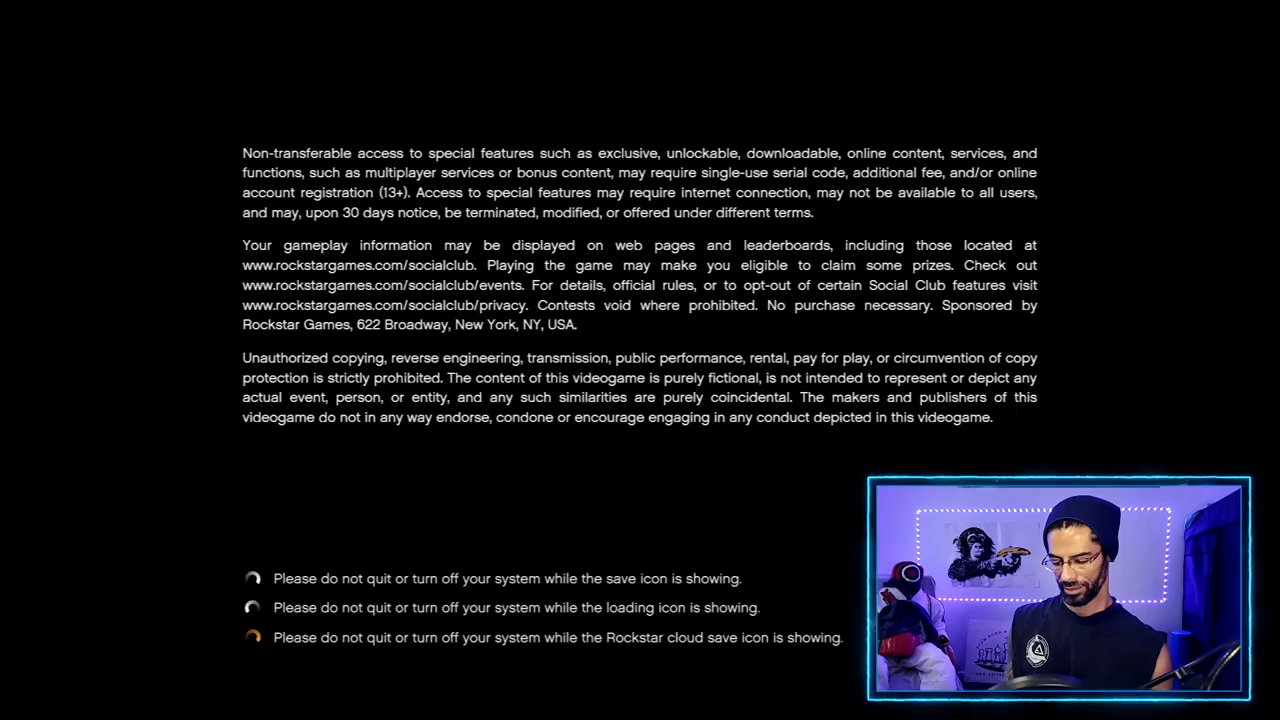 Non-transferable access to special features such as exclusive, unlockable, downloadable, online content, services, and
functions, such as multiplayer services or bonus content, may require single-use serial code, additional fee, and/or online
account registration (13+). Access to special features may require internet connection, may not be available to all users,
and may, upon 30 days notice, be terminated, modified, or offered under different terms.
Your gameplay information may be displayed on web pages and leaderboards, including those located at
www.rockstargames.com/socialclub. Playing the game may make you eligible to claim some prizes. Check out
www.rockstargames.com/socialclub/events. For details, official rules, or to opt-out of certain Social Club features visit
www.rockstargames.com/socialclub/privacy. Contests void where prohibited. No purchase necessary. Sponsored by
Rockstar Games, 622 Broadway, New York, NY, USA.
Unauthorized copying, reverse engineering, transmission, public performance, rental, pay for play, or circumvention of copy
protection is strictly prohibited. The content of this videogame is purely fictional, is not intended to represent or depict any
actual event, person, or entity, and any such similarities are purely coincidental. The makers and publishers of this
videogame do not in any way endorse, condone or encourage engaging in any conduct depicted in this videogame.
Please do not quit or turn off your system while the save icon is showing.
Please do not quit or turn off your system while the loading icon is showing.
Please do not quit or turn off your system while the Rockstar cloud save icon is showing.